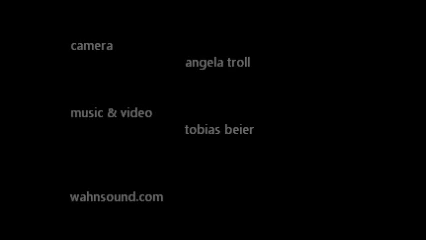 camera
angela troll
music & video
tobias beier
wahnsound.com